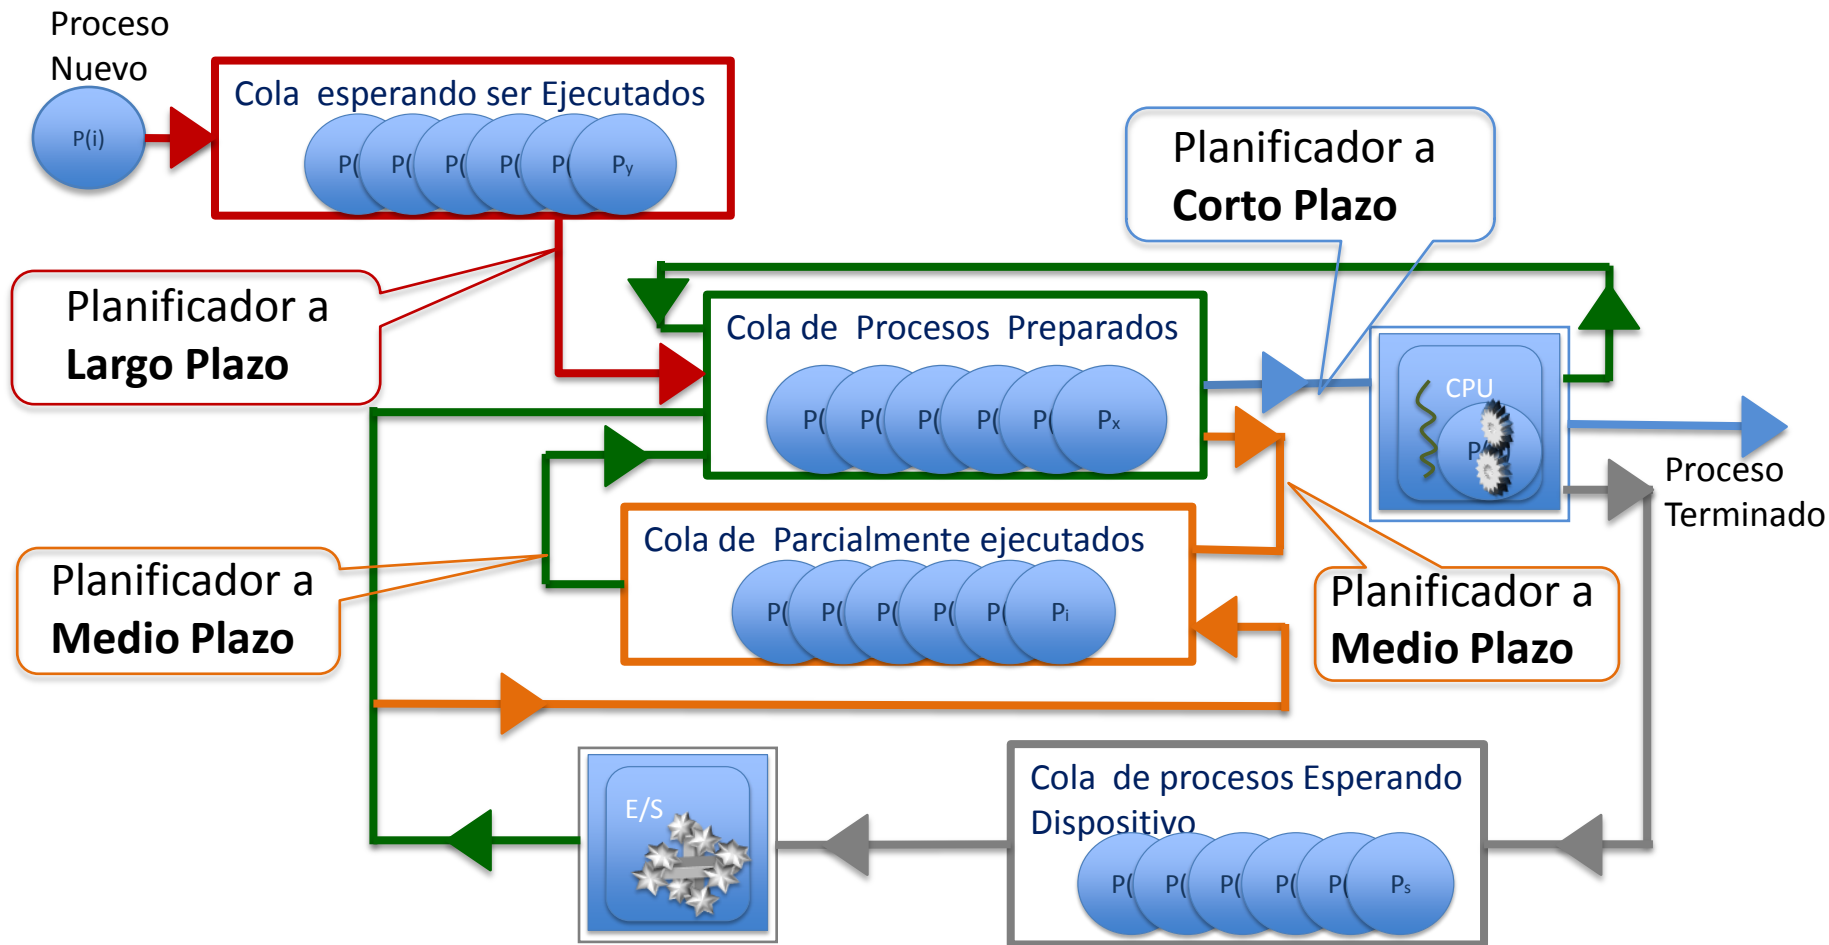 Proceso
Nuevo
P(i)
Cola esperando ser Ejecutados
P( P( P( P( P( Py
Planificador a
Corto Plazo
Planificador a
Largo Plazo
Cola de Procesos Preparados
P( P( P( P( P( Px
CPU
Proceso
Terminado
Cola de Parcialmente ejecutados
P( P( P( P( P( Pi
Planificador a
Medio Plazo
Planificador a
Medio Plazo
E/S
Cola de procesos Esperando
Dispositivo
P( P( P( P( P( Ps